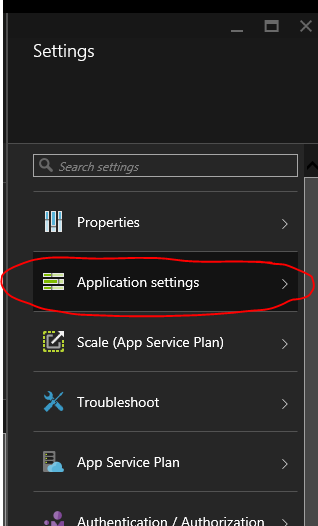 Settings
Search settings
Properties
Application settings
Scale (App Service Plan)
Troubleshoot
App Service Plan
Authentication / Authorization